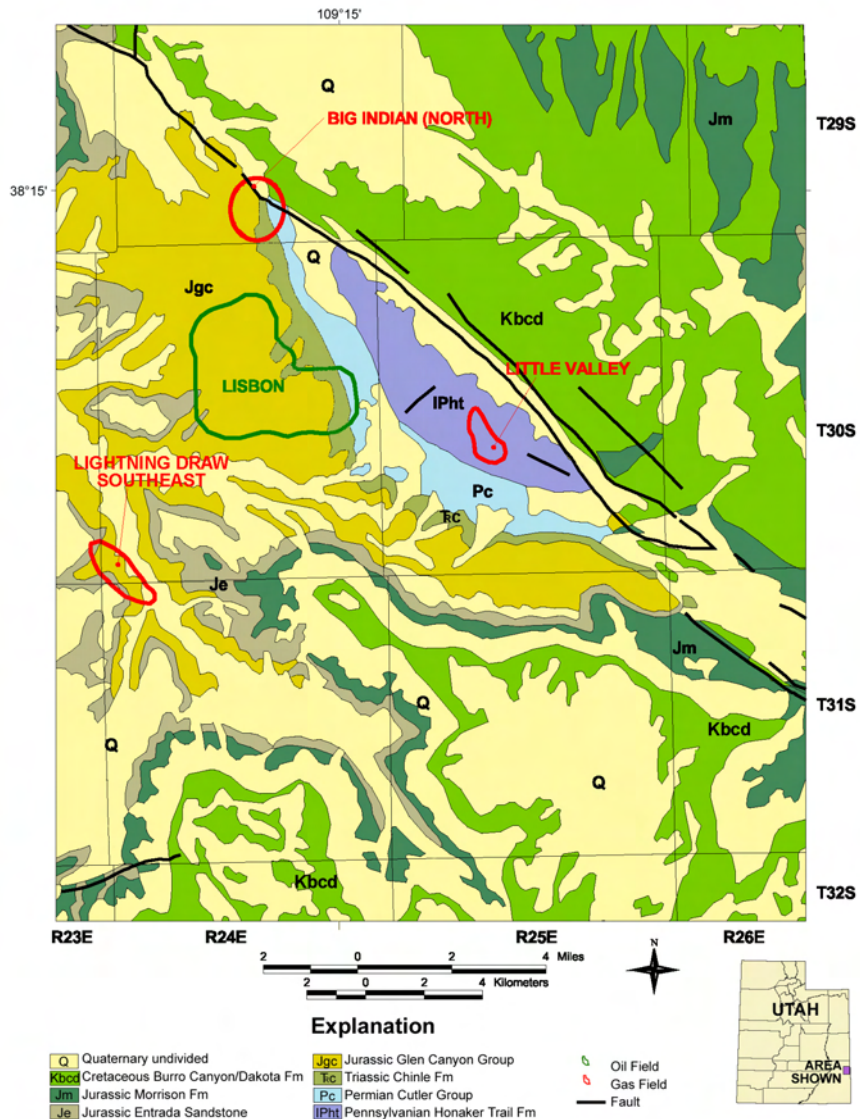 109°15'
Q
BIG INDIAN (NORTH)
Jm
T29S
38°15'
Q
Jgc
Kbcd
LISBON
LITTLE VALLEY
IPht
T30S
LIGHTNING DRAW
SOUTHEAST
Pc
Ꞧc
Je
Jm
Q
T31S
Kbcd
Q
Q
Kbcd
T32S
R23E R24E R25E R26E
2 0 2 4 Miles
2 0 2 4 Kilometers
N
UTAH
AREA
SHOWN
Explanation
Q Quaternary undivided
Kbcd Cretaceous Burro Canyon/Dakota Fm
Jm Jurassic Morrison Fm
Je Jurassic Entrada Sandstone
Jgc Jurassic Glen Canyon Group
Ꞧc Triassic Chinle Fm
Pc Permian Cutler Group
IPht Pennsylvanian Honaker Trail Fm
Oil Field
Gas Field
Fault